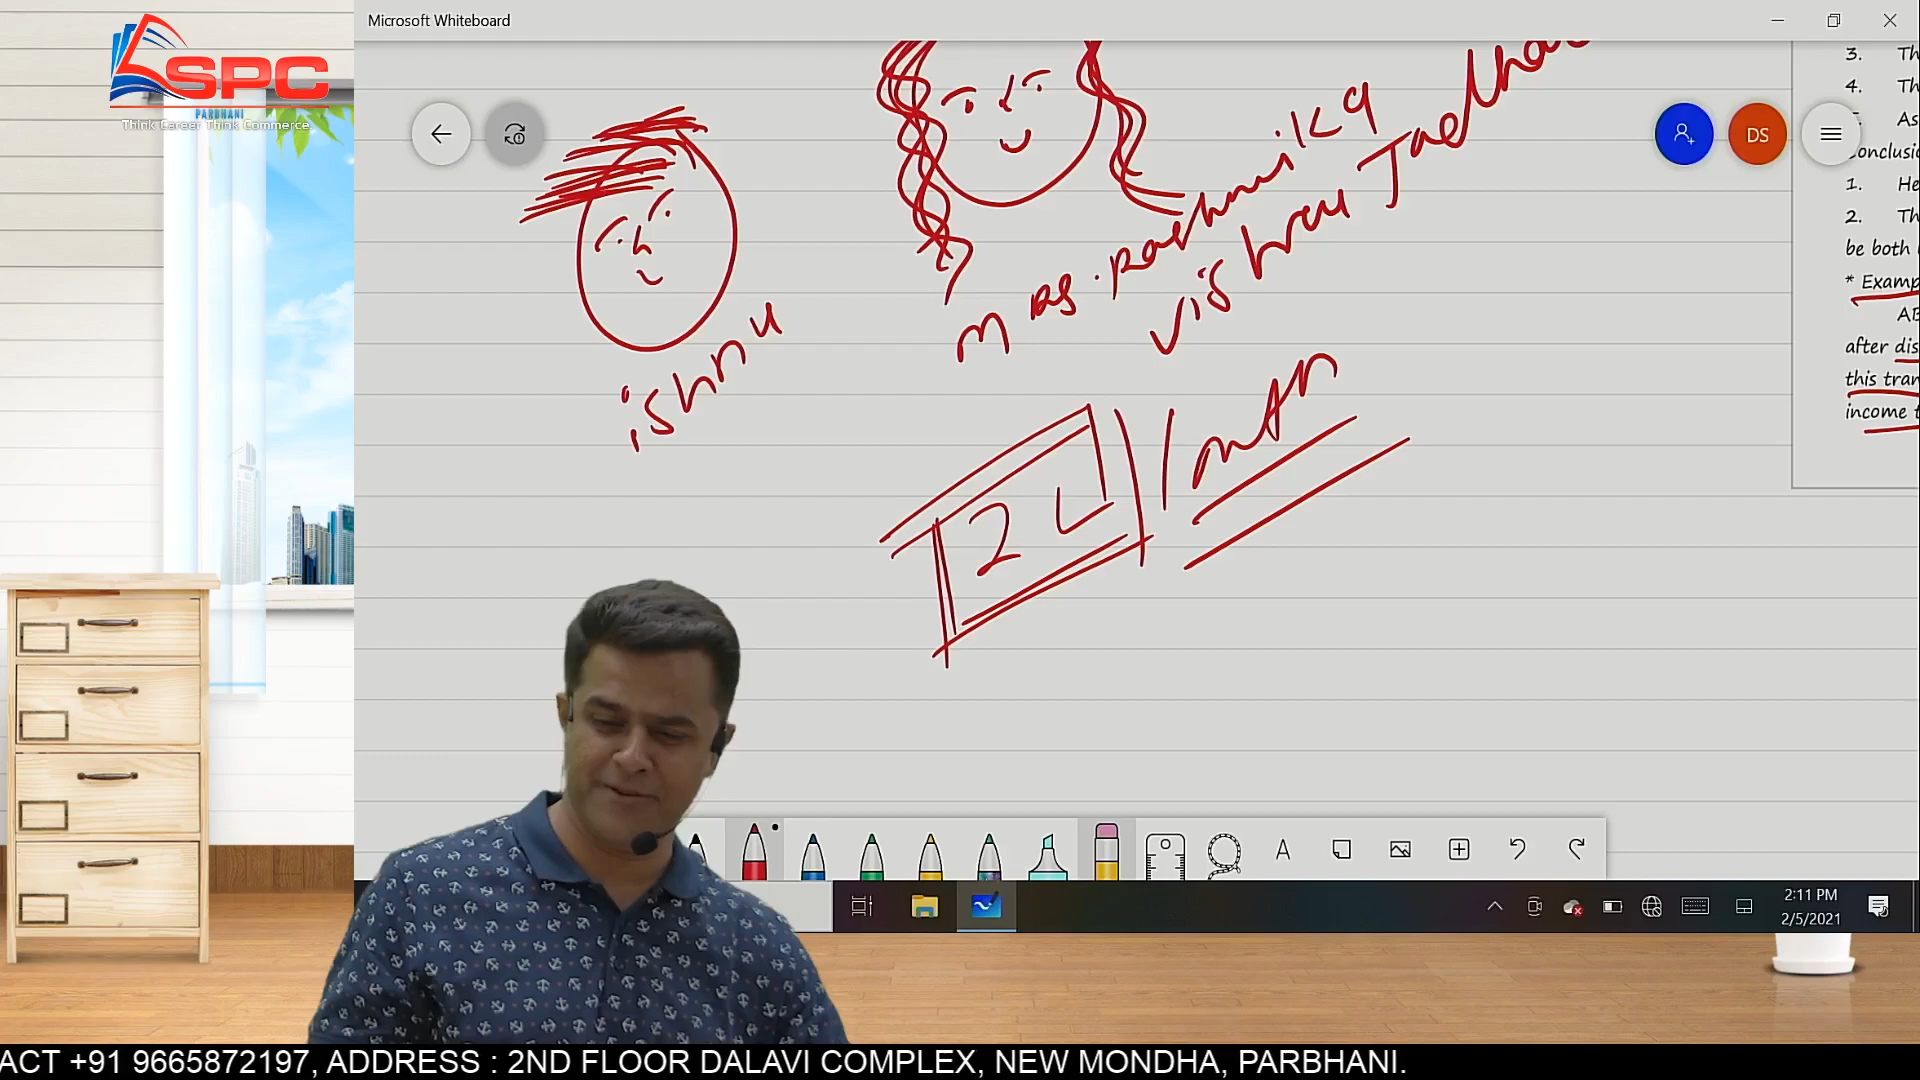 Microsoft Whiteboard
SPC
PARBHANI
Think Career Think Commerce.
DS
3. Th
4. Th
As
onclusi
1. He
2. Th
be both
* Examp
AB
after dis
this tran
income t
mrs. Rashmika
vishnu Jadhav
ishnu
2 L / mth
2:11 PM
2/5/2021
ACT +91 9665872197, ADDRESS : 2ND FLOOR DALAVI COMPLEX, NEW MONDHA, PARBHANI.